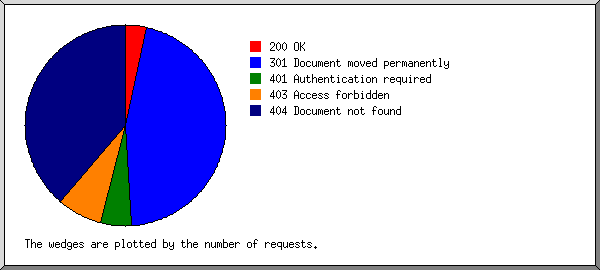 200 OK
301 Document moved permanently
401 Authentication required
403 Access forbidden
404 Document not found
The wedges are plotted by the number of requests.